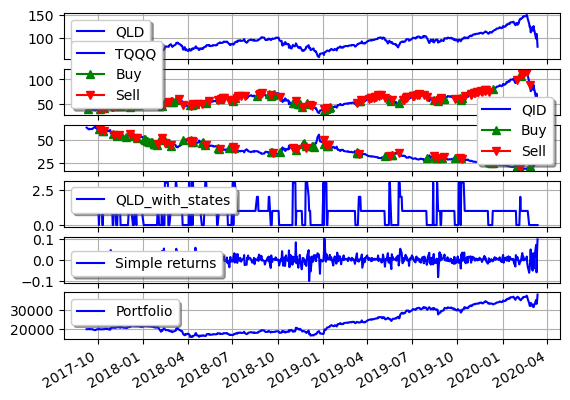 150
100
QLD
TQQQ
Buy
Sell
100
50
QID
Buy
Sell
50
25
2.5
0.0
QLD_with_states
0.1
0.0
−0.1
Simple returns
30000
20000
Portfolio
2017-10
2018-01
2018-04
2018-07
2018-10
2019-01
2019-04
2019-07
2019-10
2020-01
2020-04